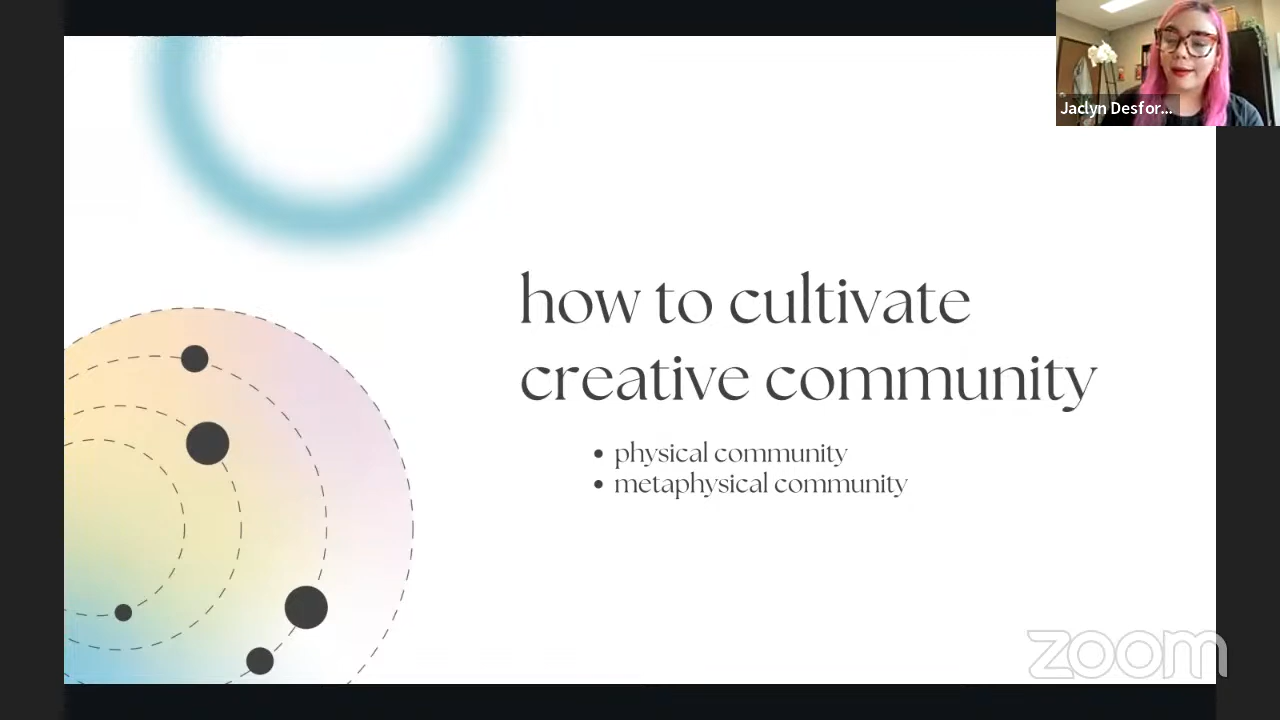 Jaclyn Desfor...
how to cultivate
creative community
• physical community
• metaphysical community
zoom